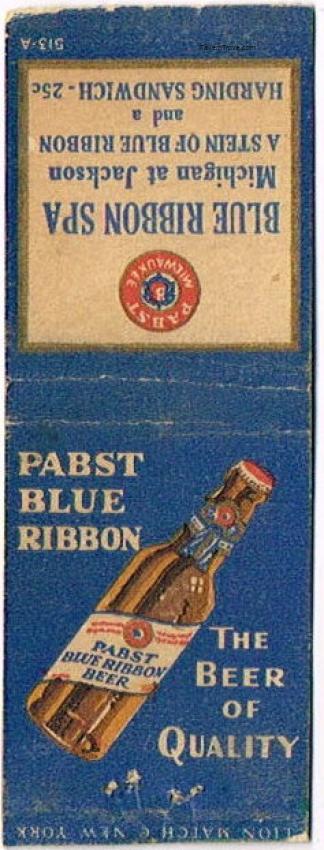 513-A
BLUE RIBBON SPA
Michigan at Jackson
A STEIN OF BLUE RIBBON
and a
HARDING SANDWICH - 25c
PABST
MILWAUKEE
B
PABST
BLUE
RIBBON
PABST
BLUE RIBBON
BEER
THE
BEER
OF
QUALITY
TION MATCH
NEW YORK